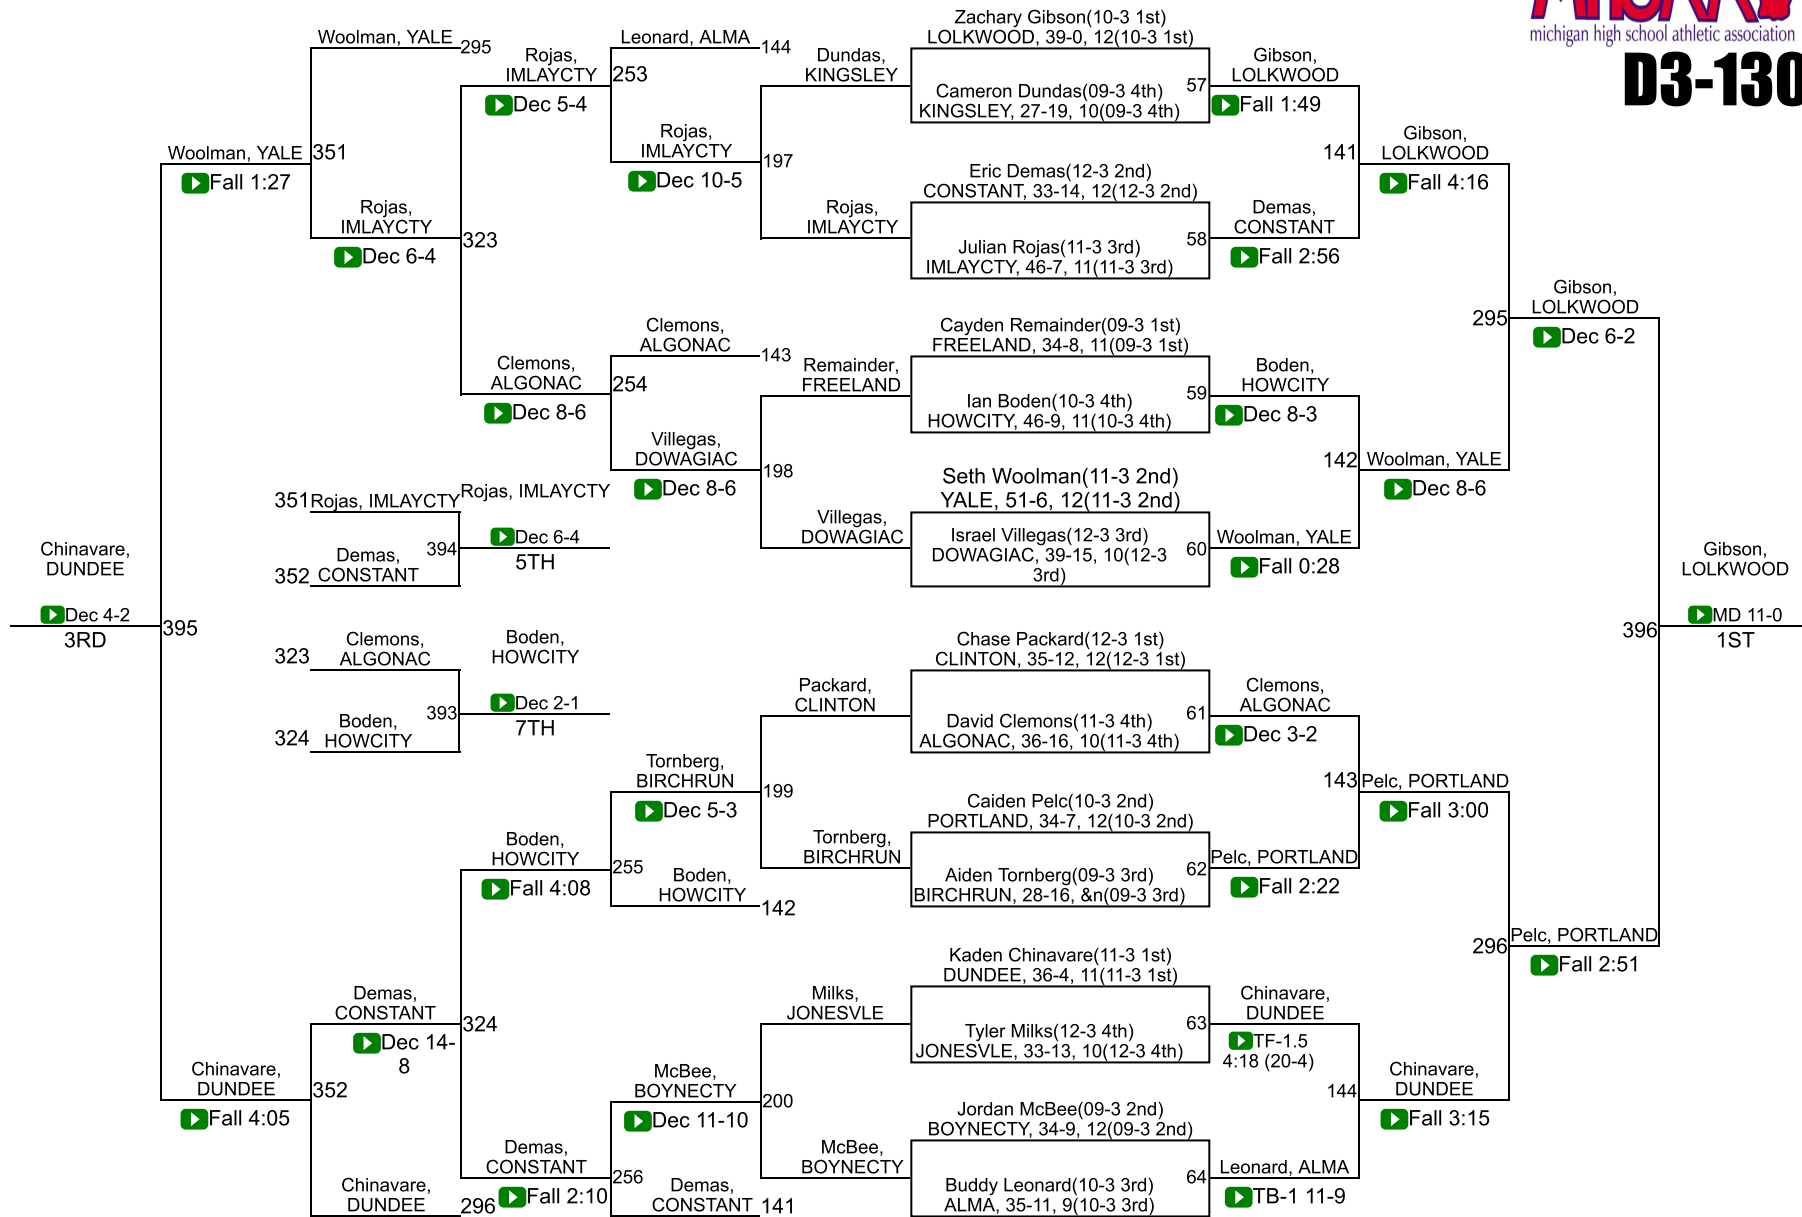 MHSAA
michigan high school athletic association
D3-130
Woolman, YALE
295
Rojas,
IMLAYCTY
Dec 5-4
253
Leonard, ALMA
144
Rojas,
IMLAYCTY
Dec 10-5
197
Dundas,
KINGSLEY
Rojas,
IMLAYCTY
Zachary Gibson(10-3 1st)
LOLKWOOD, 39-0, 12(10-3 1st)
Cameron Dundas(09-3 4th)
KINGSLEY, 27-19, 10(09-3 4th)
57
Gibson,
LOLKWOOD
Fall 1:49
Eric Demas(12-3 2nd)
CONSTANT, 33-14, 12(12-3 2nd)
Julian Rojas(11-3 3rd)
IMLAYCTY, 46-7, 11(11-3 3rd)
58
Demas,
CONSTANT
Fall 2:56
141
Gibson,
LOLKWOOD
Fall 4:16
Woolman, YALE
Fall 1:27
351
Rojas,
IMLAYCTY
Dec 6-4
323
Clemons,
ALGONAC
Dec 8-6
254
Clemons,
ALGONAC
143
Villegas,
DOWAGIAC
Dec 8-6
198
Remainder,
FREELAND
Villegas,
DOWAGIAC
Cayden Remainder(09-3 1st)
FREELAND, 34-8, 11(09-3 1st)
Ian Boden(10-3 4th)
HOWCITY, 46-9, 11(10-3 4th)
59
Boden,
HOWCITY
Dec 8-3
Seth Woolman(11-3 2nd)
YALE, 51-6, 12(11-3 2nd)
Israel Villegas(12-3 3rd)
DOWAGIAC, 39-15, 10(12-3
3rd)
60
Woolman, YALE
Fall 0:28
142
Woolman, YALE
Dec 8-6
295
Gibson,
LOLKWOOD
Dec 6-2
351
Rojas, IMLAYCTY
Rojas, IMLAYCTY
352
Demas,
CONSTANT
394
Dec 6-4
5TH
Chinavare,
DUNDEE
Dec 4-2
3RD
395
323
Clemons,
ALGONAC
324
Boden,
HOWCITY
393
Boden,
HOWCITY
Dec 2-1
7TH
396
Gibson,
LOLKWOOD
MD 11-0
1ST
Chase Packard(12-3 1st)
CLINTON, 35-12, 12(12-3 1st)
David Clemons(11-3 4th)
ALGONAC, 36-16, 10(11-3 4th)
61
Clemons,
ALGONAC
Dec 3-2
Packard,
CLINTON
Tornberg,
BIRCHRUN
Dec 5-3
199
Tornberg,
BIRCHRUN
Caiden Pelc(10-3 2nd)
PORTLAND, 34-7, 12(10-3 2nd)
Aiden Tornberg(09-3 3rd)
BIRCHRUN, 28-16, &n(09-3 3rd)
62
Pelc, PORTLAND
Fall 2:22
143
Pelc, PORTLAND
Fall 3:00
Boden,
HOWCITY
Fall 4:08
255
Boden,
HOWCITY
142
296
Pelc, PORTLAND
Fall 2:51
Demas,
CONSTANT
Dec 14-
8
324
Milks,
JONESVLE
Kaden Chinavare(11-3 1st)
DUNDEE, 36-4, 11(11-3 1st)
Tyler Milks(12-3 4th)
JONESVLE, 33-13, 10(12-3 4th)
63
Chinavare,
DUNDEE
TF-1.5
4:18 (20-4)
Chinavare,
DUNDEE
Fall 4:05
352
McBee,
BOYNECTY
Dec 11-10
200
144
Chinavare,
DUNDEE
Fall 3:15
Jordan McBee(09-3 2nd)
BOYNECTY, 34-9, 12(09-3 2nd)
Buddy Leonard(10-3 3rd)
ALMA, 35-11, 9(10-3 3rd)
64
Leonard, ALMA
TB-1 11-9
McBee,
BOYNECTY
Demas,
CONSTANT
Fall 2:10
256
Demas,
CONSTANT
141
Chinavare,
DUNDEE
296